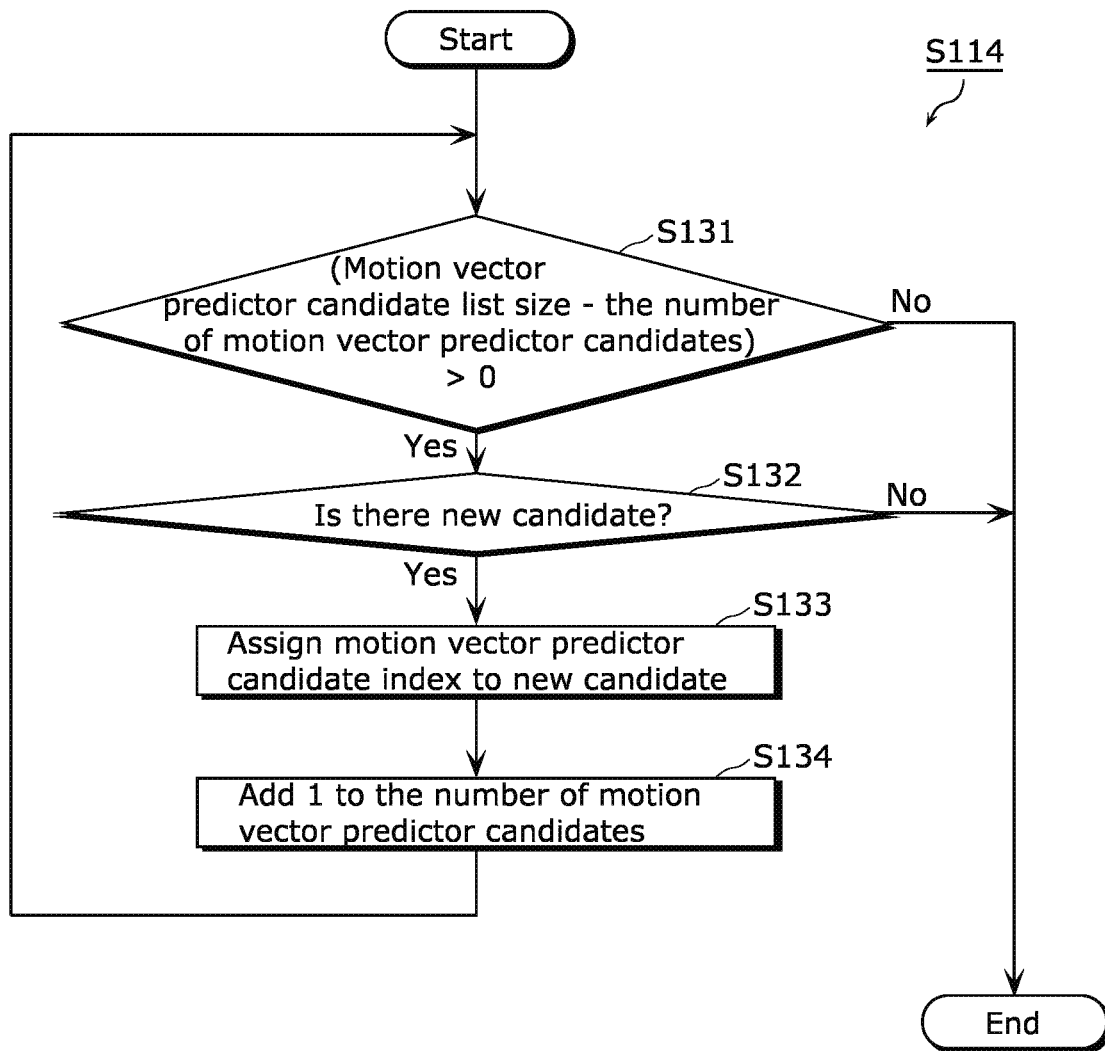 Start
S114
S131
(Motion vector
predictor candidate list size - the number
of motion vector predictor candidates)
> 0
No
Yes
S132
Is there new candidate?
No
Yes
S133
Assign motion vector predictor
candidate index to new candidate
S134
Add 1 to the number of motion
vector predictor candidates
End